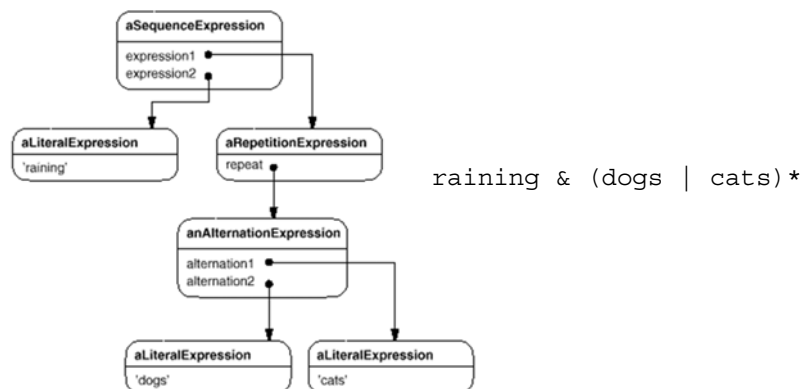 aSequenceExpression
expression1
expression2
aLiteralExpression
'raining'
aRepetitionExpression
repeat
raining & (dogs | cats)*
anAlternationExpression
alternation1
alternation2
aLiteralExpression
'dogs'
aLiteralExpression
'cats'